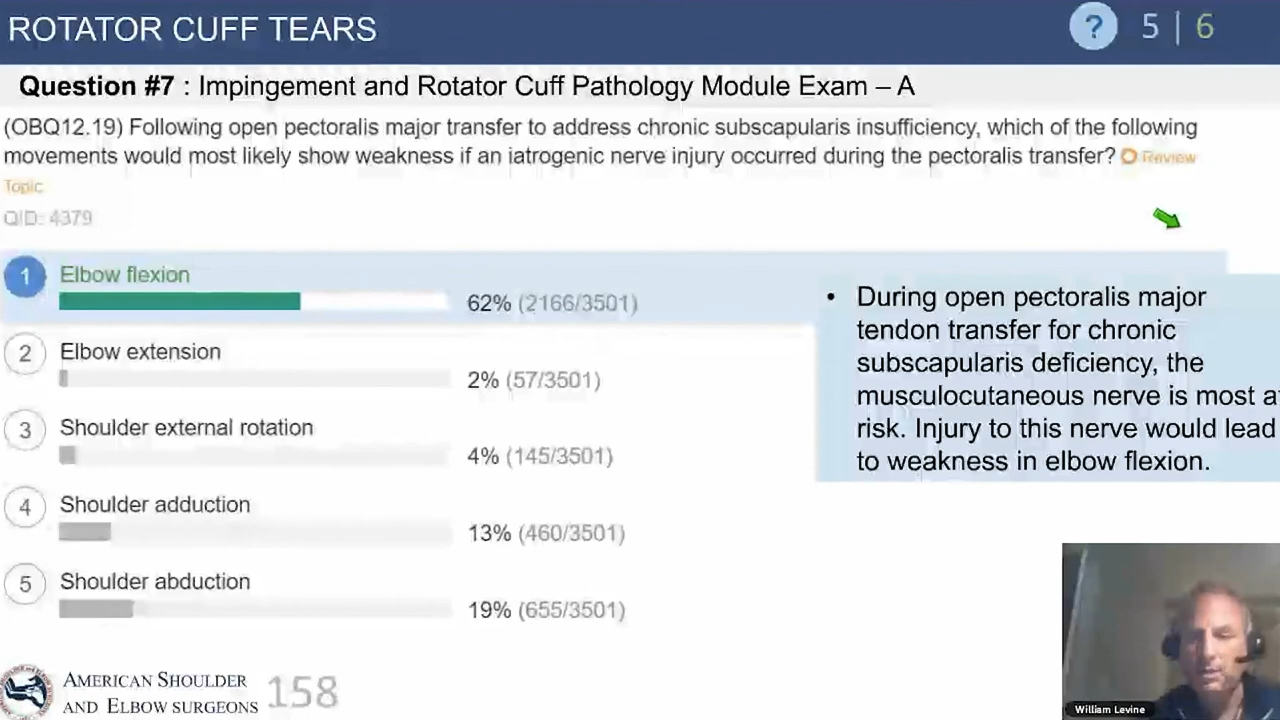 ROTATOR CUFF TEARS
? 5 | 6
Question #7 : Impingement and Rotator Cuff Pathology Module Exam – A
(OBQ12.19) Following open pectoralis major transfer to address chronic subscapularis insufficiency, which of the following
movements would most likely show weakness if an iatrogenic nerve injury occurred during the pectoralis transfer? Review
Topic
QID: 4379
1 Elbow flexion
62% (2166/3501)
2 Elbow extension
2% (57/3501)
3 Shoulder external rotation
4% (145/3501)
4 Shoulder adduction
13% (460/3501)
5 Shoulder abduction
19% (655/3501)
• During open pectoralis major
tendon transfer for chronic
subscapularis deficiency, the
musculocutaneous nerve is most at
risk. Injury to this nerve would lead
to weakness in elbow flexion.
AMERICAN SHOULDER
AND ELBOW SURGEONS
158
William Levine